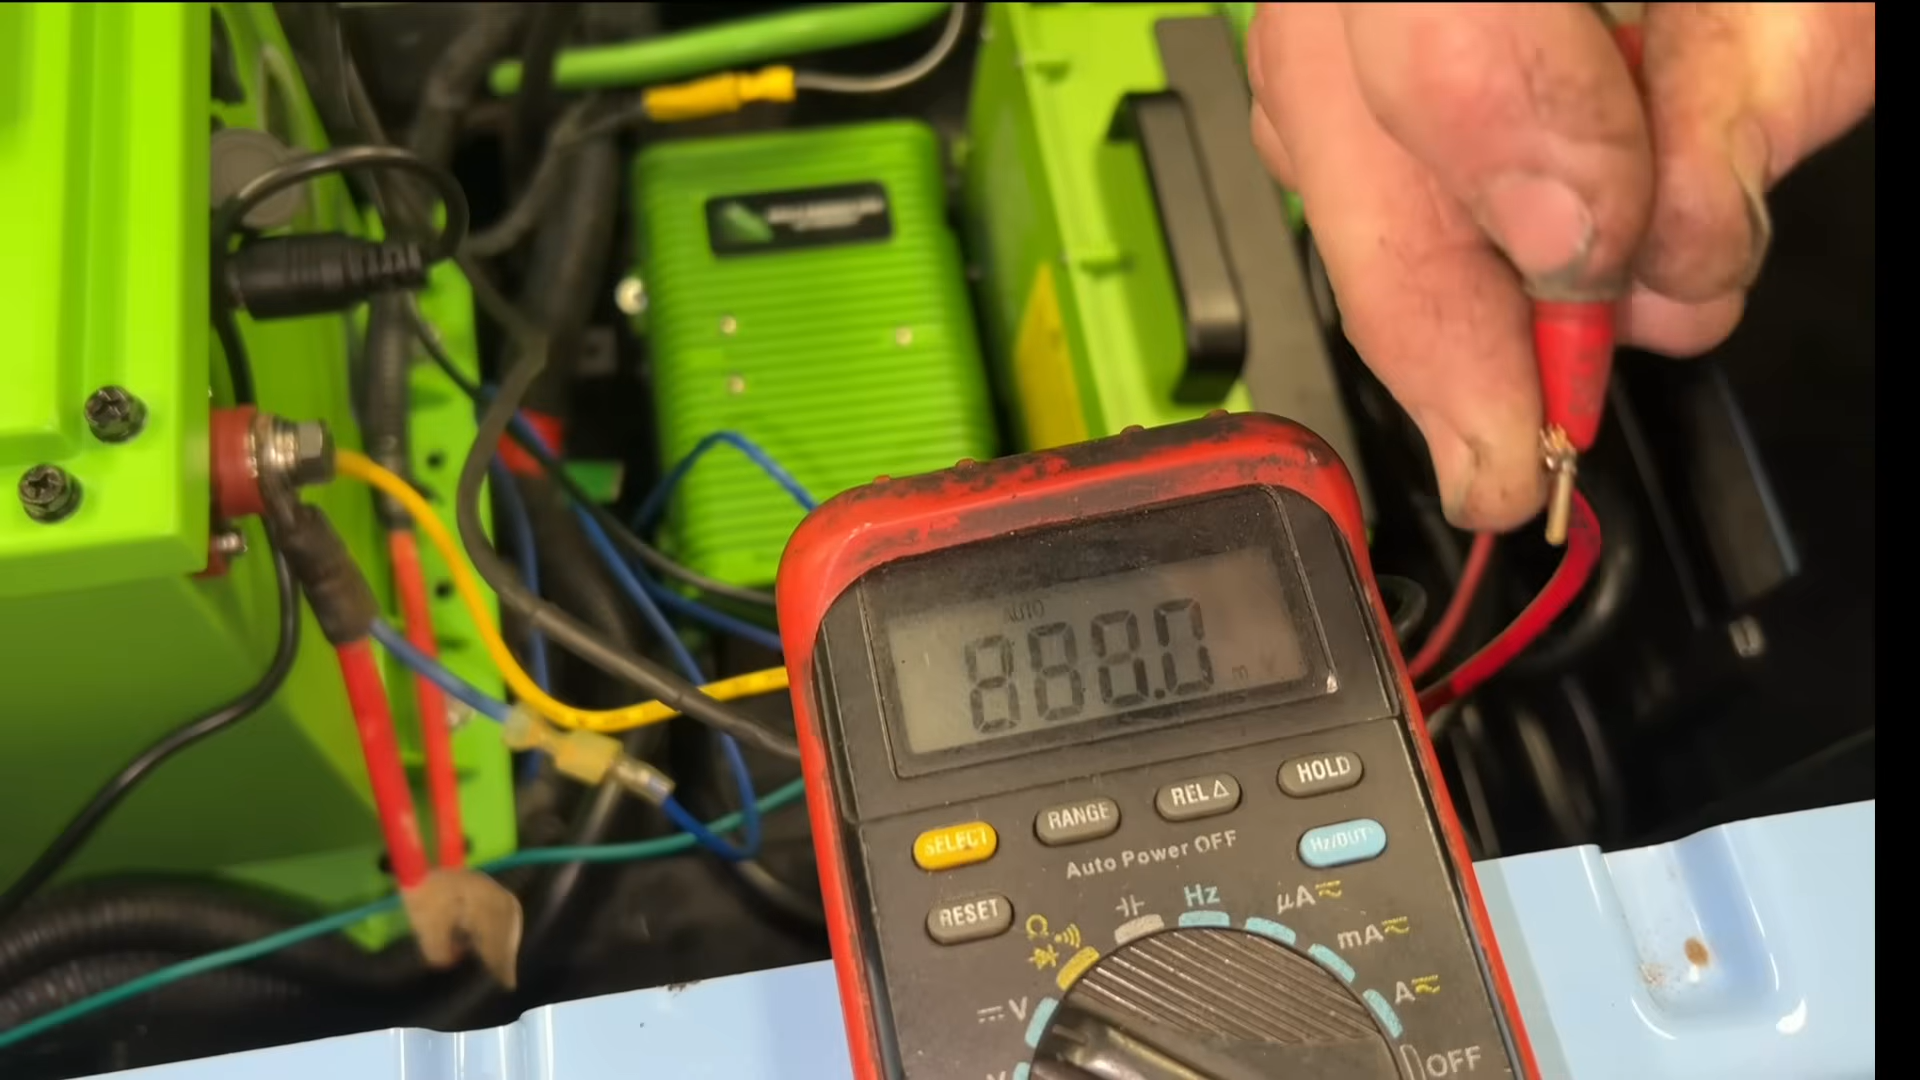 AUTO
888.0
m V
SELECT
RANGE
REL△
HOLD
Auto Power OFF
Hz/DUTY
RESET
Hz
μA
mA
Ω
A
V
OFF
V